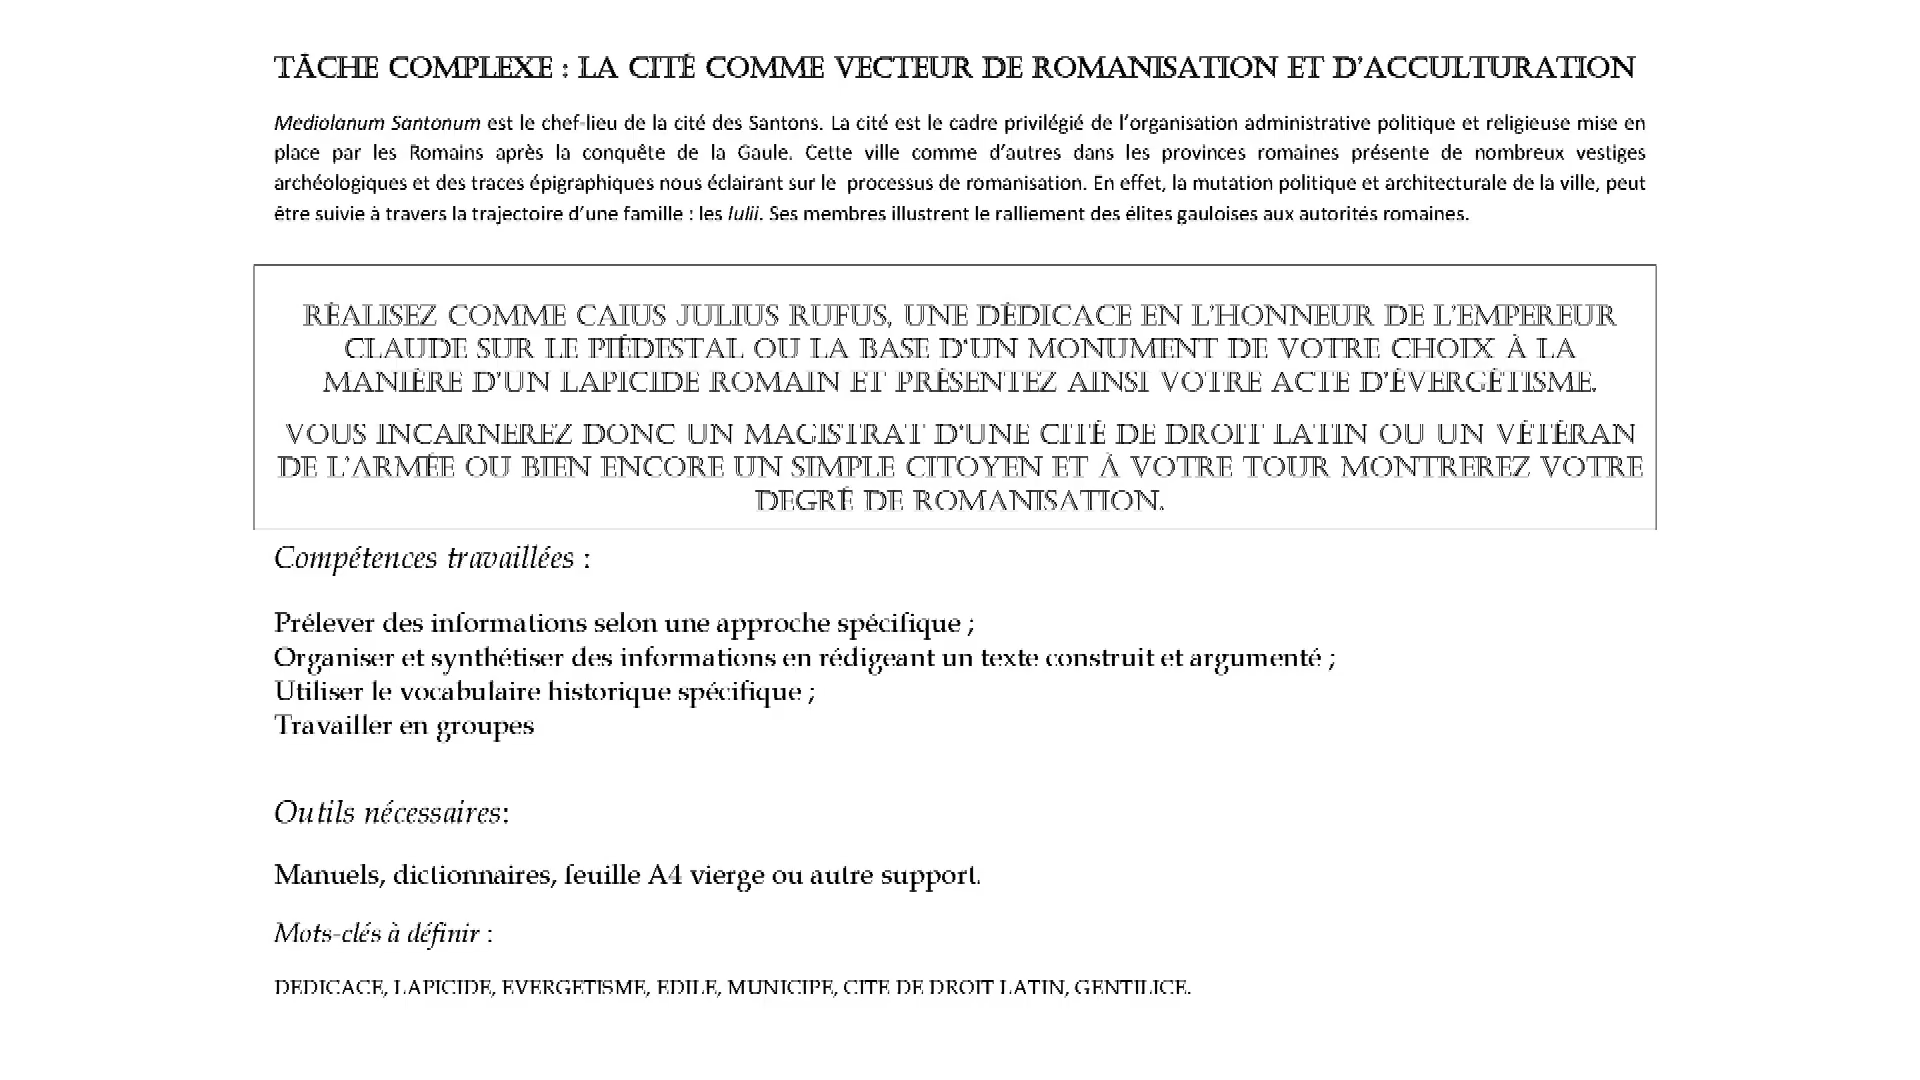 TÂCHE COMPLEXE : LA CITÉ COMME VECTEUR DE ROMANISATION ET D'ACCULTURATION
Mediolanum Santonum est le chef-lieu de la cité des Santons. La cité est le cadre privilégié de l'organisation administrative politique et religieuse mise en
place par les Romains après la conquête de la Gaule. Cette ville comme d'autres dans les provinces romaines présente de nombreux vestiges
archéologiques et des traces épigraphiques nous éclairant sur le processus de romanisation. En effet, la mutation politique et architecturale de la ville, peut
être suivie à travers la trajectoire d'une famille : les Iulii. Ses membres illustrent le ralliement des élites gauloises aux autorités romaines.
RÉALISEZ COMME CAIUS JULIUS RUFUS, UNE DÉDICACE EN L'HONNEUR DE L'EMPEREUR
CLAUDE SUR LE PIÉDESTAL OU LA BASE D'UN MONUMENT DE VOTRE CHOIX À LA
MANIÈRE D'UN LAPICIDE ROMAIN ET PRÉSENTEZ AINSI VOTRE ACTE D'ÉVERGÉTISME.
VOUS INCARNEREZ DONC UN MAGISTRAT D'UNE CITÉ DE DROIT LATIN OU UN VÉTÉRAN
DE L'ARMÉE OU BIEN ENCORE UN SIMPLE CITOYEN ET À VOTRE TOUR MONTREREZ VOTRE
DEGRÉ DE ROMANISATION.
Compétences travaillées :
Prélever des informations selon une approche spécifique ;
Organiser et synthétiser des informations en rédigeant un texte construit et argumenté ;
Utiliser le vocabulaire historique spécifique ;
Travailler en groupes
Outils nécessaires:
Manuels, dictionnaires, feuille A4 vierge ou autre support.
Mots-clés à définir :
DEDICACE, LAPICIDE, EVERGETISME, EDILE, MUNICIPE, CITE DE DROIT LATIN, GENTILICE.